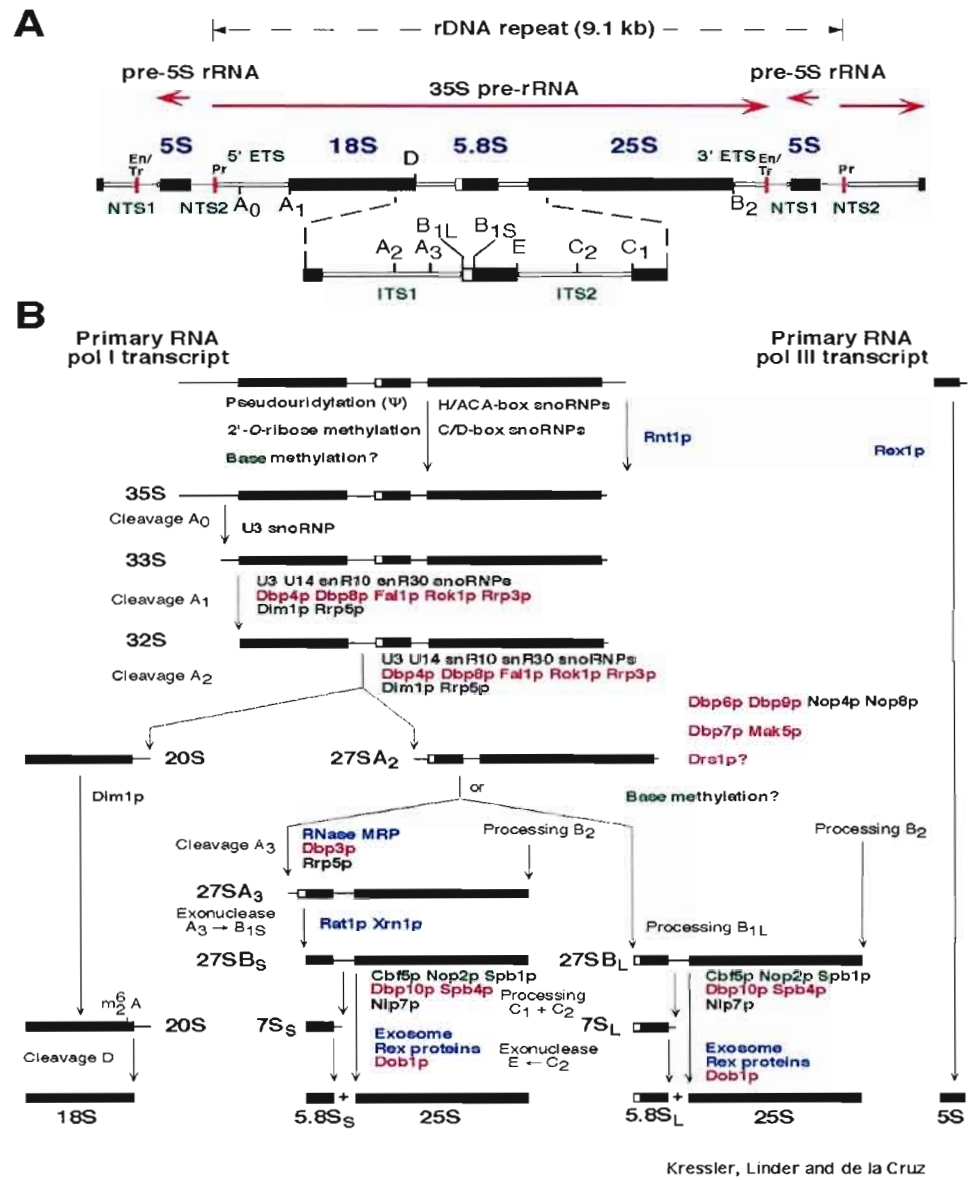 A
rDNA repeat (9.1 kb)
pre-5S rRNA
35S pre-rRNA
pre-5S rRNA
5S
5' ETS
18S
D
5.8S
25S
3' ETS
5S
En/
Tr
Pr
En/
Tr
Pr
NTS1
NTS2
A0
A1
B2
NTS1
NTS2
A2
A3
B1L
B1S
E
C2
C1
ITS1
ITS2
B
Primary RNA
pol I transcript
Primary RNA
pol III transcript
Pseudouridylation (Ψ)
H/ACA-box snoRNPs
2'-O-ribose methylation
C/D-box snoRNPs
Base methylation?
Rnt1p
Rex1p
35S
Cleavage A0
U3 snoRNP
33S
Cleavage A1
U3 U14 snR10 snR30 snoRNPs
Dbp4p Dbp8p Fal1p Rok1p Rrp3p
Dim1p Rrp5p
32S
Cleavage A2
U3 U14 snR10 snR30 snoRNPs
Dbp4p Dbp8p Fal1p Rok1p Rrp3p
Dim1p Rrp5p
Dbp6p Dbp9p Nop4p Nop8p
Dbp7p Mak5p
Drs1p?
20S
27SA2
or
Base methylation?
Dim1p
Cleavage A3
RNase MRP
Dbp3p
Rrp5p
Processing B2
Processing B2
27SA3
Exonuclease
A3 → B1S
Rat1p Xrn1p
Processing B1L
27SBS
27SBL
Cbf5p Nop2p Spb1p
Dbp10p Spb4p
Nip7p
Processing
C1 + C2
Cbf5p Nop2p Spb1p
Dbp10p Spb4p
Nip7p
m62 A
20S
7SS
7SL
Cleavage D
Exosome
Rex proteins
Dob1p
Exonuclease
E ← C2
Exosome
Rex proteins
Dob1p
+
+
18S
5.8SS
25S
5.8SL
25S
5S
Kressler, Linder and de la Cruz